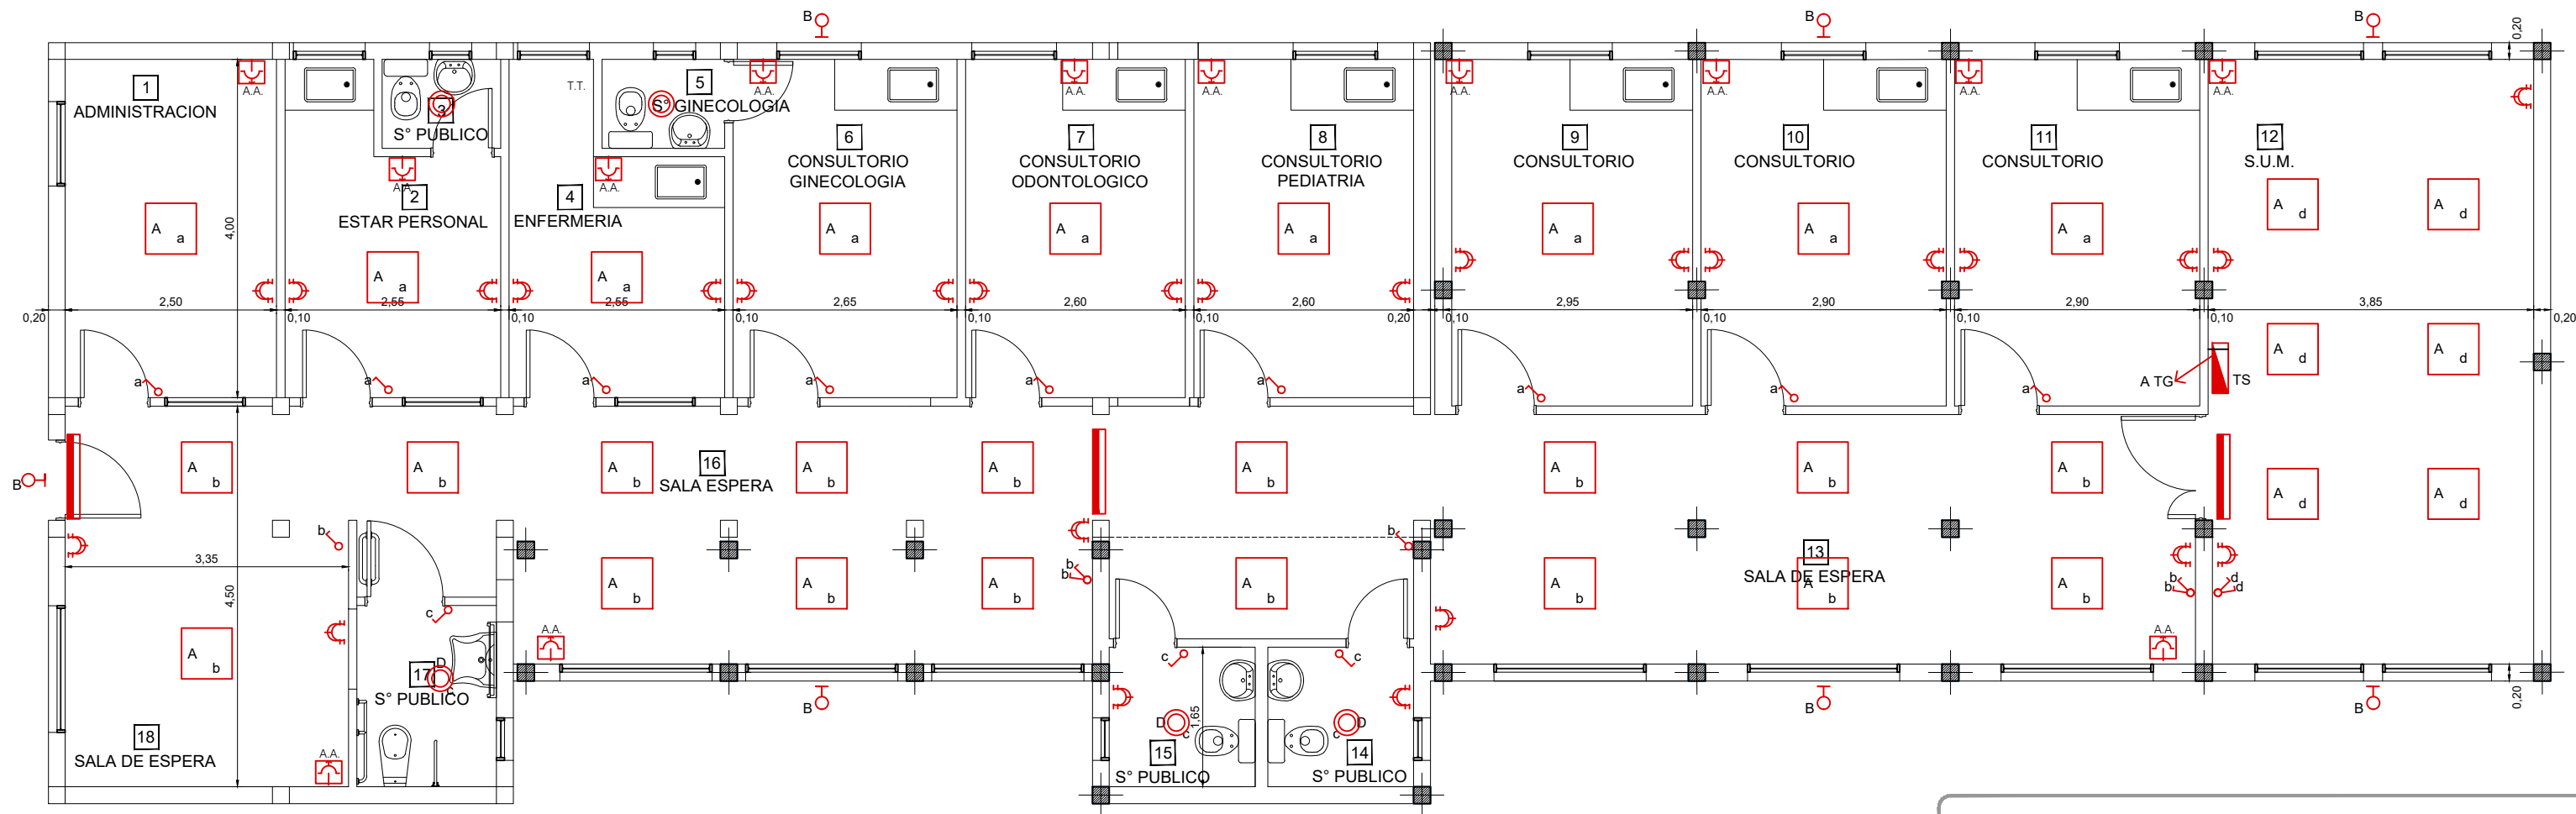 B
B
B
0,20
1
ADMINISTRACION
A.A.
3
S° PUBLICO
T.T.
5
S° GINECOLOGIA
A.A.
A.A.
A.A.
A.A.
A.A.
A.A.
A.A.
6
CONSULTORIO
GINECOLOGIA
7
CONSULTORIO
ODONTOLOGICO
8
CONSULTORIO
PEDIATRIA
9
CONSULTORIO
10
CONSULTORIO
11
CONSULTORIO
12
S.U.M.
A.A.
2
ESTAR PERSONAL
A.A.
4
ENFERMERIA
A a
4,00
A a
A a
A a
A a
A a
A a
A a
A a
A d
A d
0,20
2,50
0,10
2,55
0,10
2,55
0,10
2,65
0,10
2,60
0,10
2,60
0,20
2,95
0,10
2,90
0,10
2,90
0,10
3,85
0,20
A d
A d
a
a
a
a
a
a
a
a
a
A TG
TS
B
A b
A b
A b
16
SALA ESPERA
A b
A b
A b
A b
A b
A b
A d
A d
b
3,35
4,50
b
b
b
A b
A b
A b
A b
A b
13
SALA DE ESPERA
A b
A b
b
b
d
d
c
A b
A.A.
A.A.
17
D
c
S° PUBLICO
B
c
c
1,65
B
B
0,20
18
SALA DE ESPERA
A.A.
D
c
15
S° PUBLICO
D
c
14
S° PUBLICO